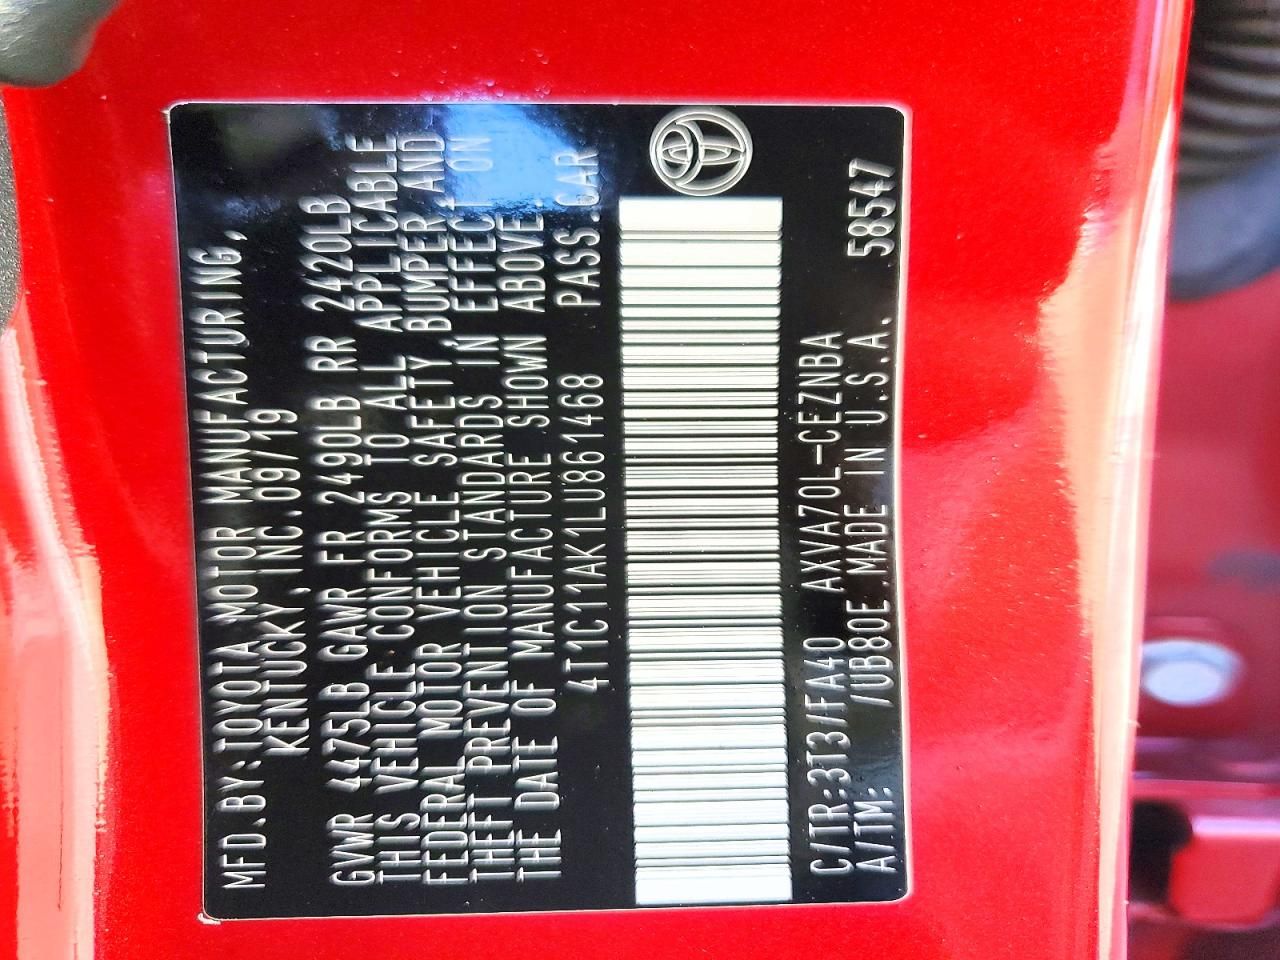 MFD.BY:TOYOTA MOTOR MANUFACTURING,
KENTUCKY, INC.09/19
GVWR 4475LB GAWR FR 2490LB RR 2420LB
THIS VEHICLE CONFORMS TO ALL APPLICABLE
FEDERAL MOTOR VEHICLE SAFETY,BUMPER,AND
THEFT PREVENTION STANDARDS IN EFFECT ON
THE DATE OF MANUFACTURE SHOWN ABOVE.
4T1C11AK1LU861468 PASS.CAR
C/TR:3T3/FA40 AXVA70L-CEZNBA
A/TM: /UB80E.MADE IN U.S.A. 58547